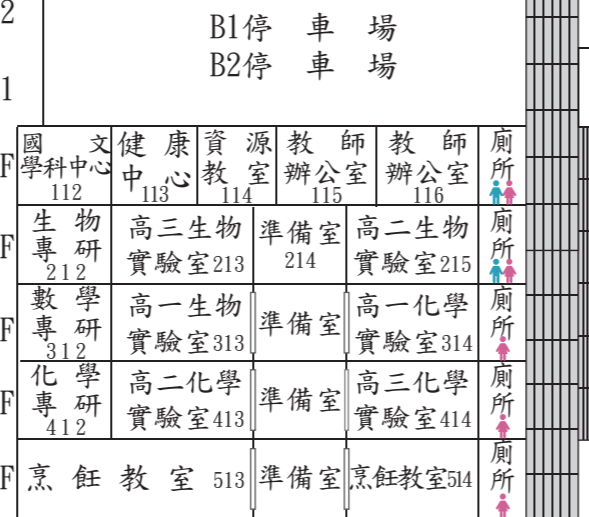 2
B1停 車 場
B2停 車 場
1
F
國 文
學科中心
112
健 康
中 心
113
資 源
教 室
114
教 師
辦公室
115
教 師
辦公室
116
廁
所
F
生 物
專 研
212
高三生物
實驗室213
準備室
214
高二生物
實驗室215
廁
所
F
數 學
專 研
312
高一生物
實驗室313
準備室
高一化學
實驗室314
廁
所
F
化 學
專 研
412
高二化學
實驗室413
準備室
高三化學
實驗室414
廁
所
F
烹 飪 教 室 513
準備室
烹飪教室514
廁
所